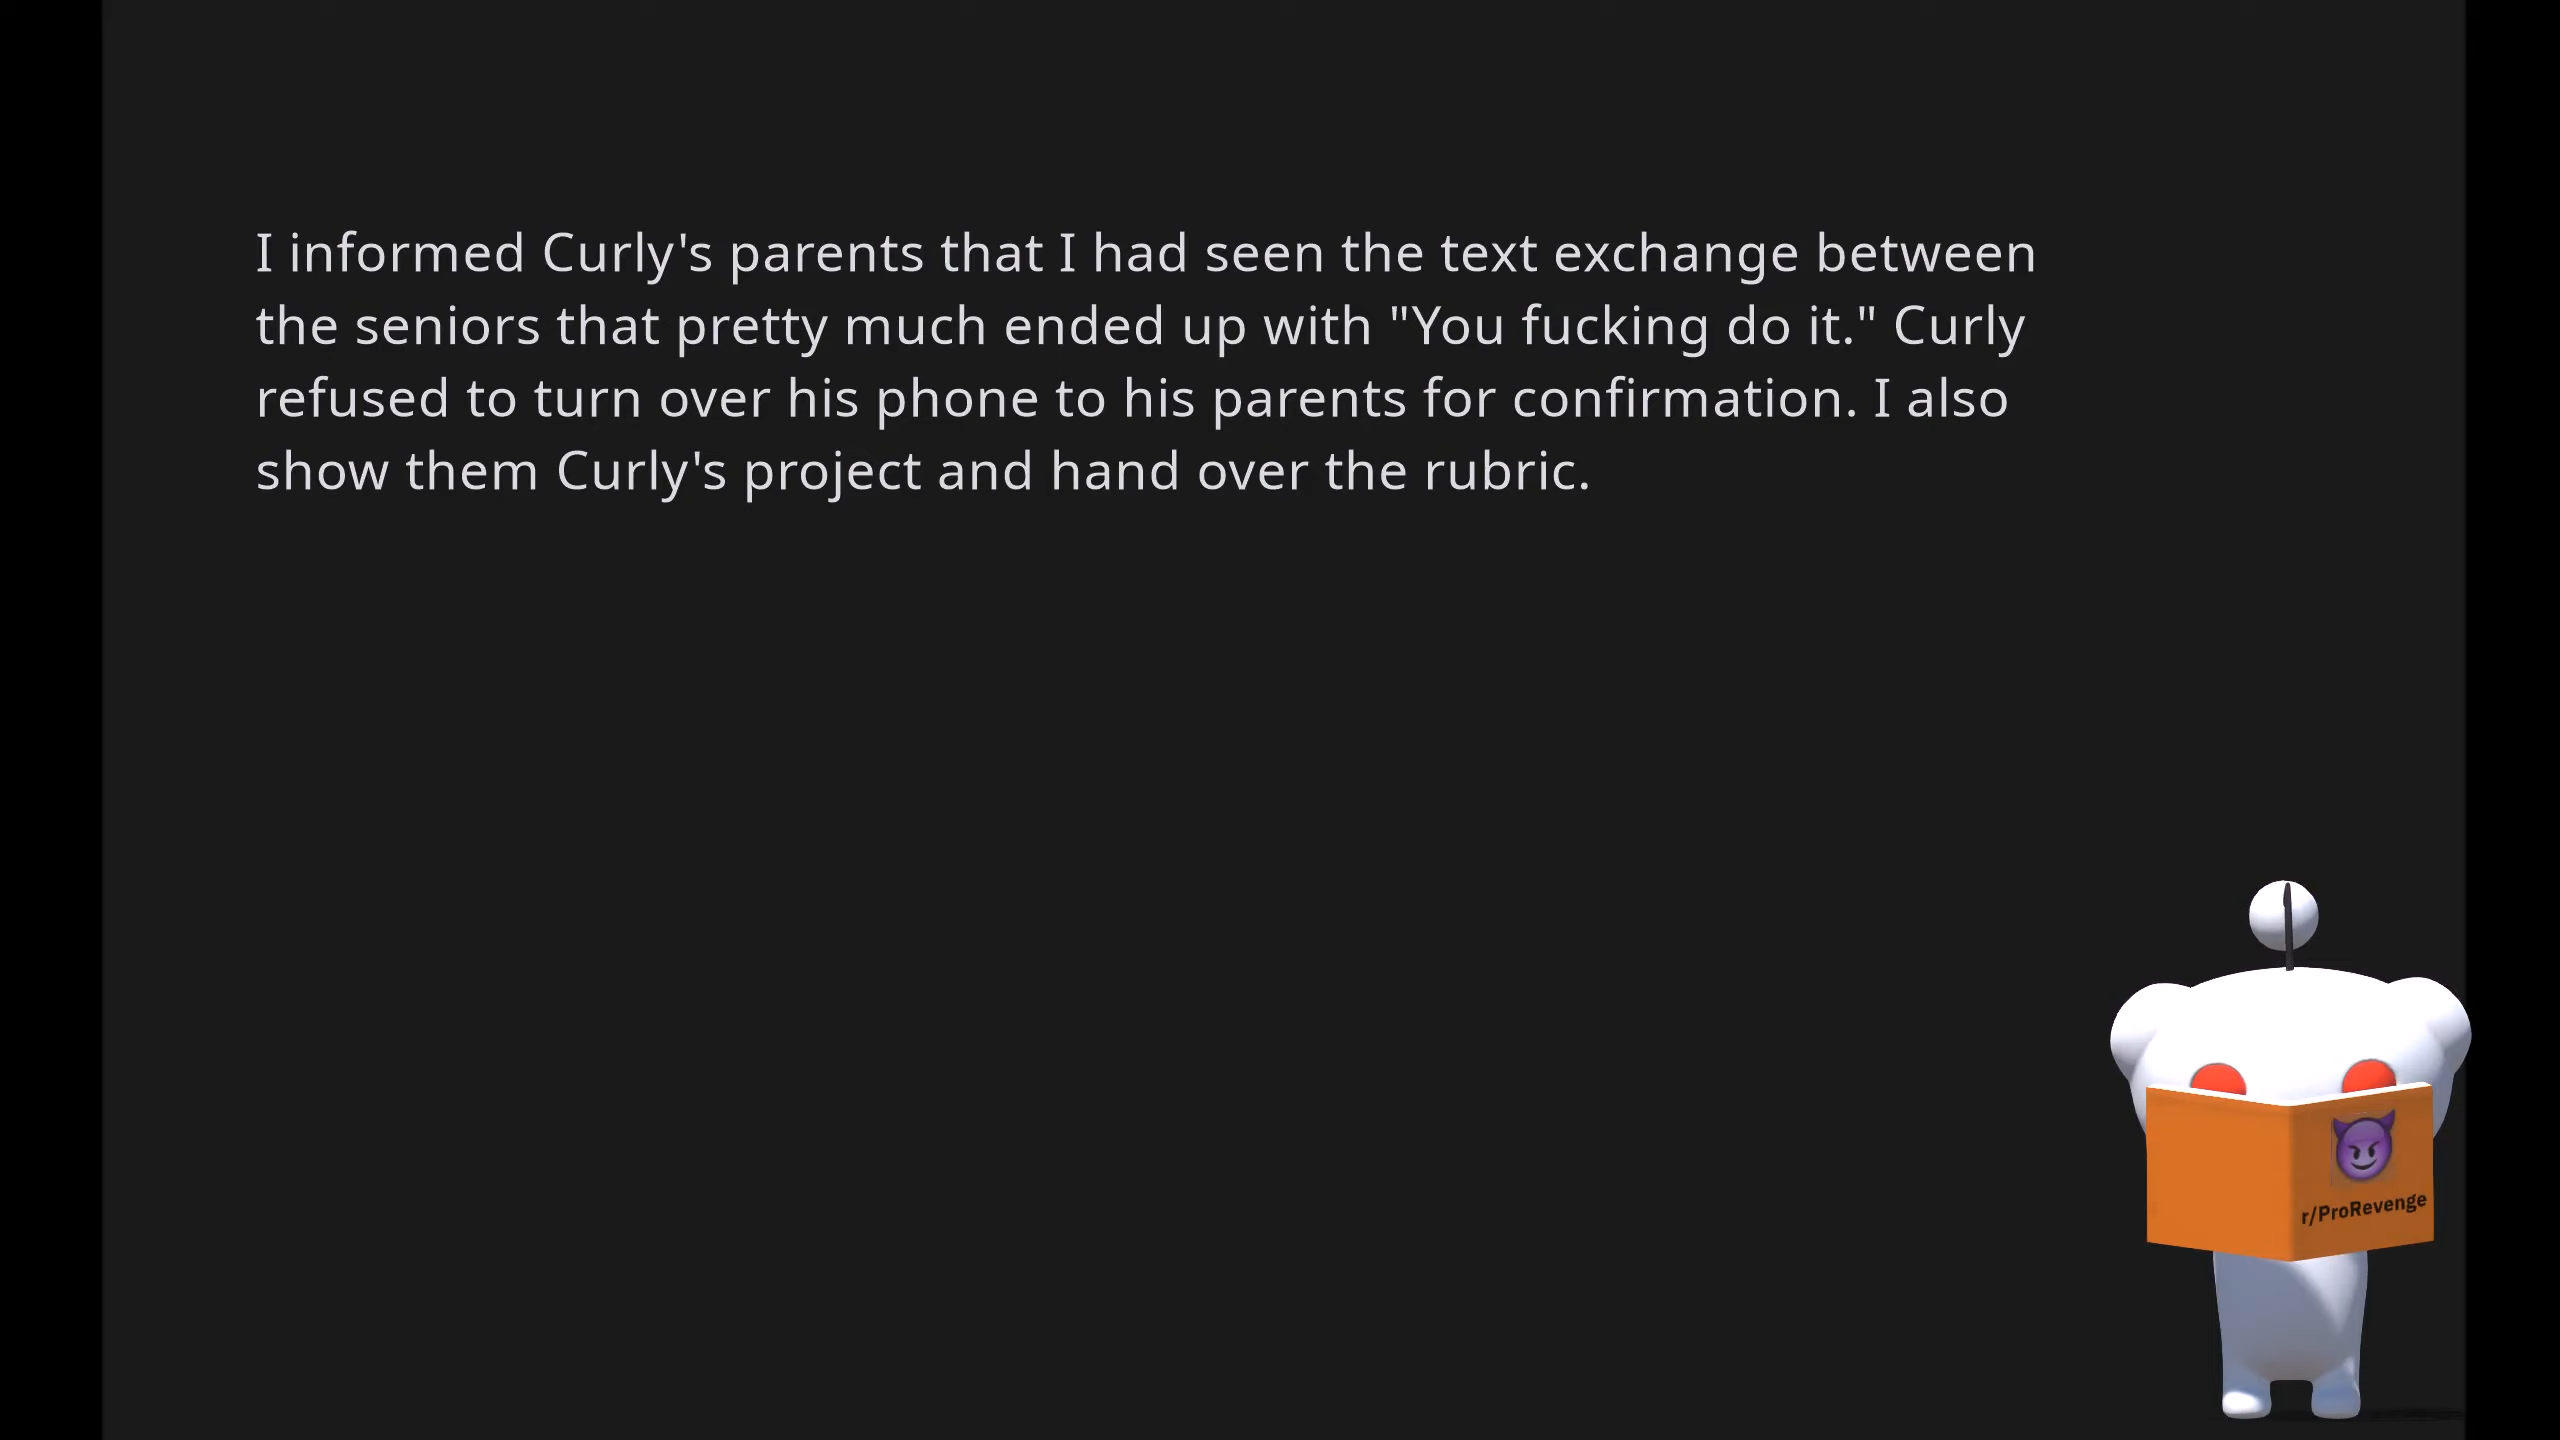 I informed Curly's parents that I had seen the text exchange between
the seniors that pretty much ended up with "You fucking do it." Curly
refused to turn over his phone to his parents for confirmation. I also
show them Curly's project and hand over the rubric.
r/ProRevenge